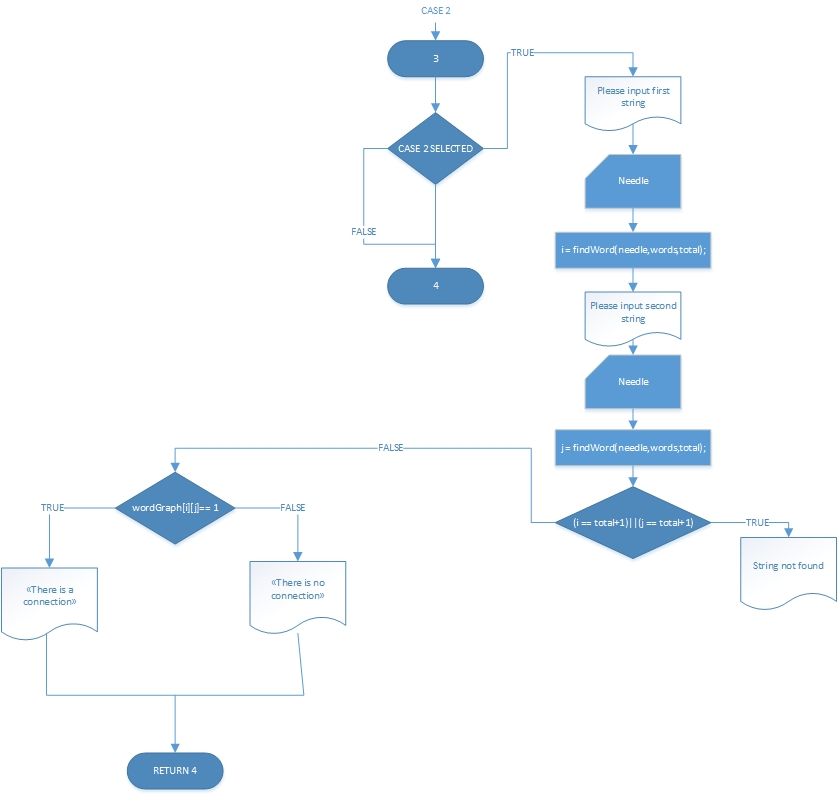 CASE 2
3
TRUE
Please input first
string
CASE 2 SELECTED
Needle
FALSE
i = findWord(needle,words,total);
4
Please input second
string
Needle
j = findWord(needle,words,total);
FALSE
wordGraph[i][j]== 1
TRUE
FALSE
(i == total+1)||(j == total+1)
TRUE
String not found
«There is a
connection»
«There is no
connection»
RETURN 4